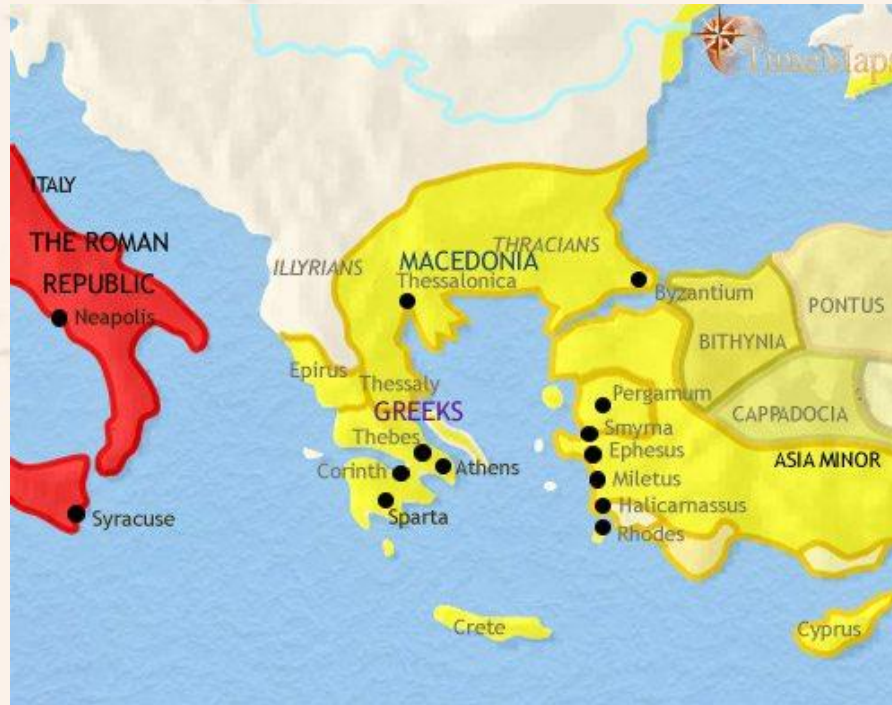 TimeMaps
ITALY
THE ROMAN
REPUBLIC
Neapolis
Syracuse
ILLYRIANS
THRACIANS
MACEDONIA
Thessalonica
Byzantium
PONTUS
BITHYNIA
CAPPADOCIA
Epirus
Thessaly
GREEKS
Thebes
Corinth
Athens
Sparta
Pergamum
Smyrna
Ephesus
ASIA MINOR
Miletus
Halicarnassus
Rhodes
Crete
Cyprus